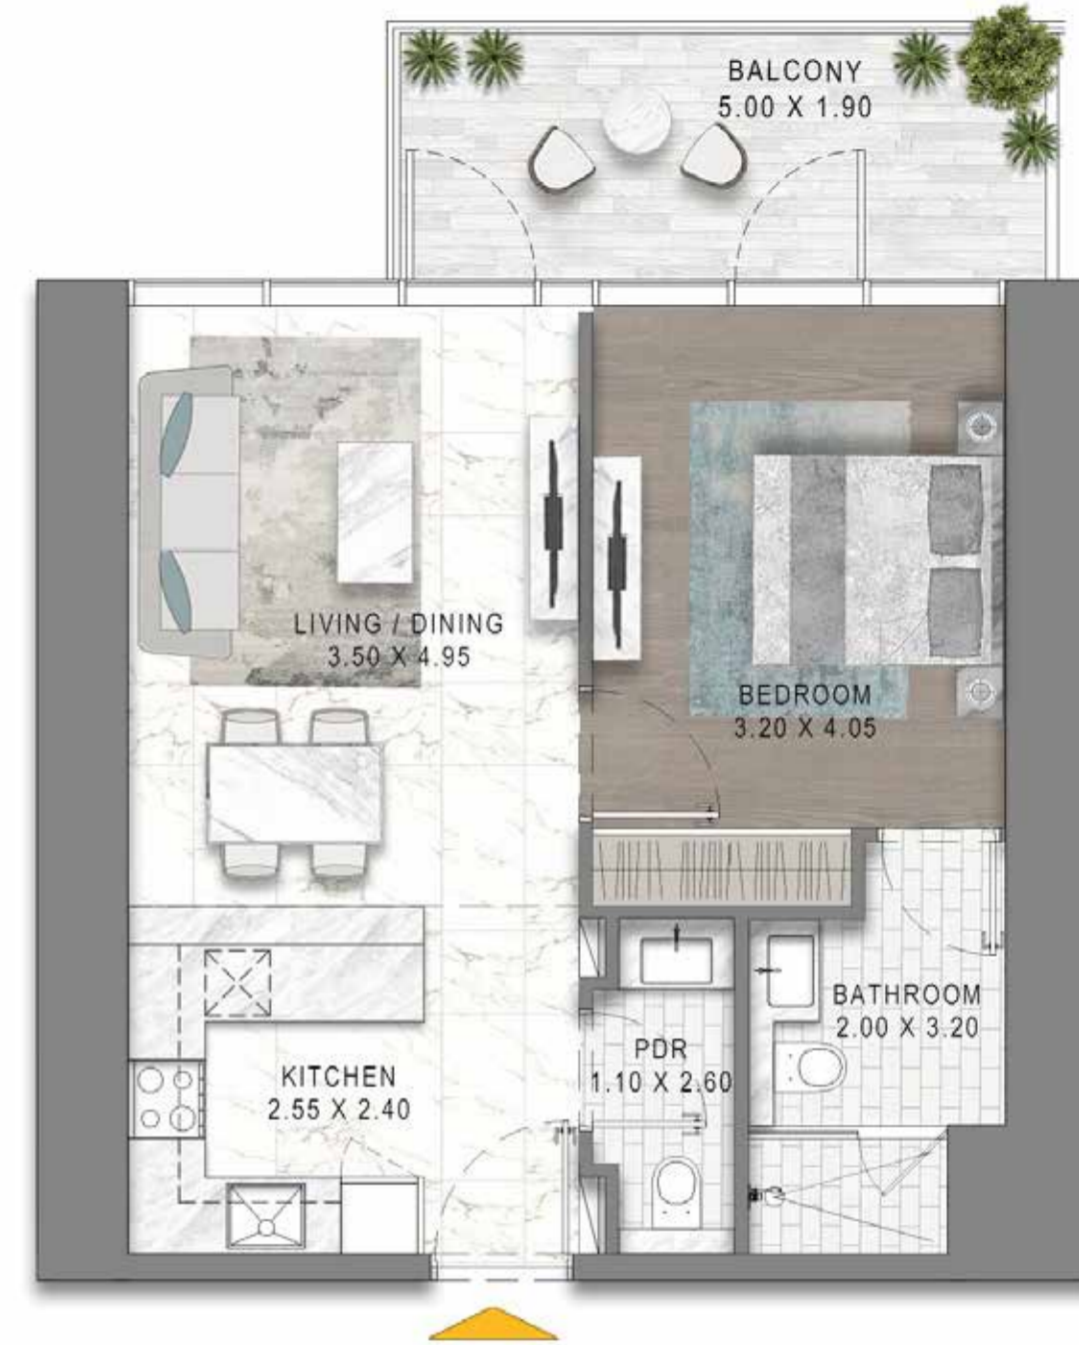 BALCONY
5.00 X 1.90
LIVING / DINING
3.50 X 4.95
BEDROOM
3.20 X 4.05
BATHROOM
2.00 X 3.20
PDR
1.10 X 2.60
KITCHEN
2.55 X 2.40